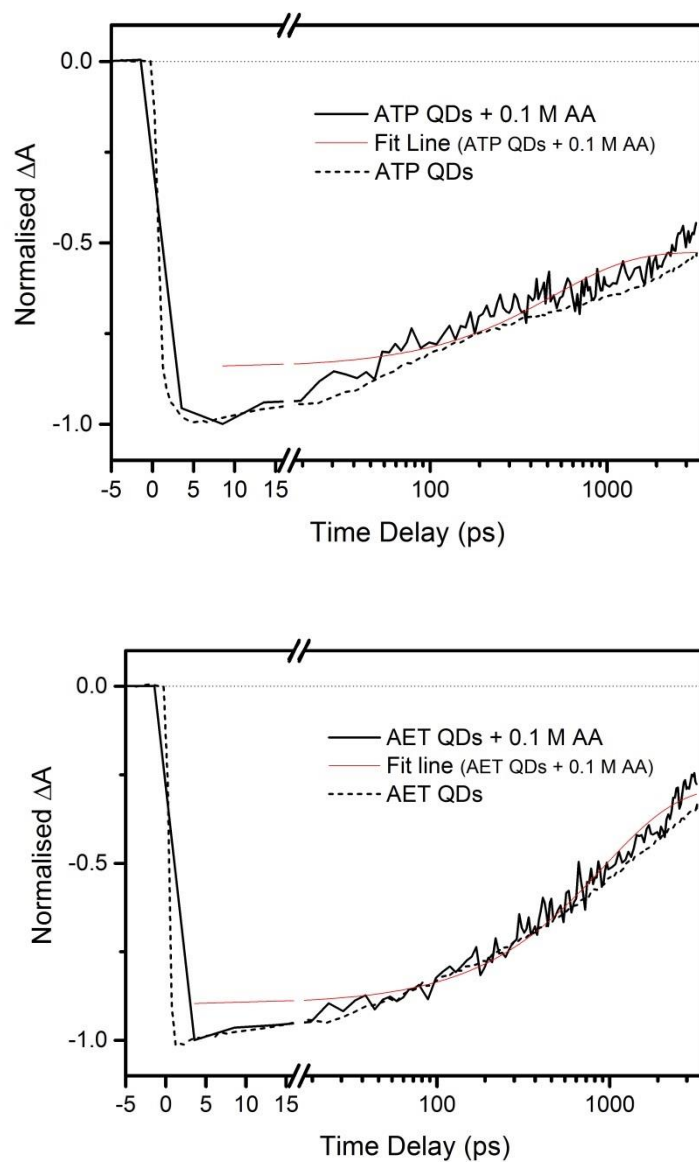 0.0
ATP QDs + 0.1 M AA
Fit Line (ATP QDs + 0.1 M AA)
ATP QDs
-0.5
-1.0
Normalised ΔA
-5 0 5 10 15 100 1000
Time Delay (ps)
0.0
AET QDs + 0.1 M AA
Fit line (AET QDs + 0.1 M AA)
AET QDs
-0.5
-1.0
Normalised ΔA
-5 0 5 10 15 100 1000
Time Delay (ps)